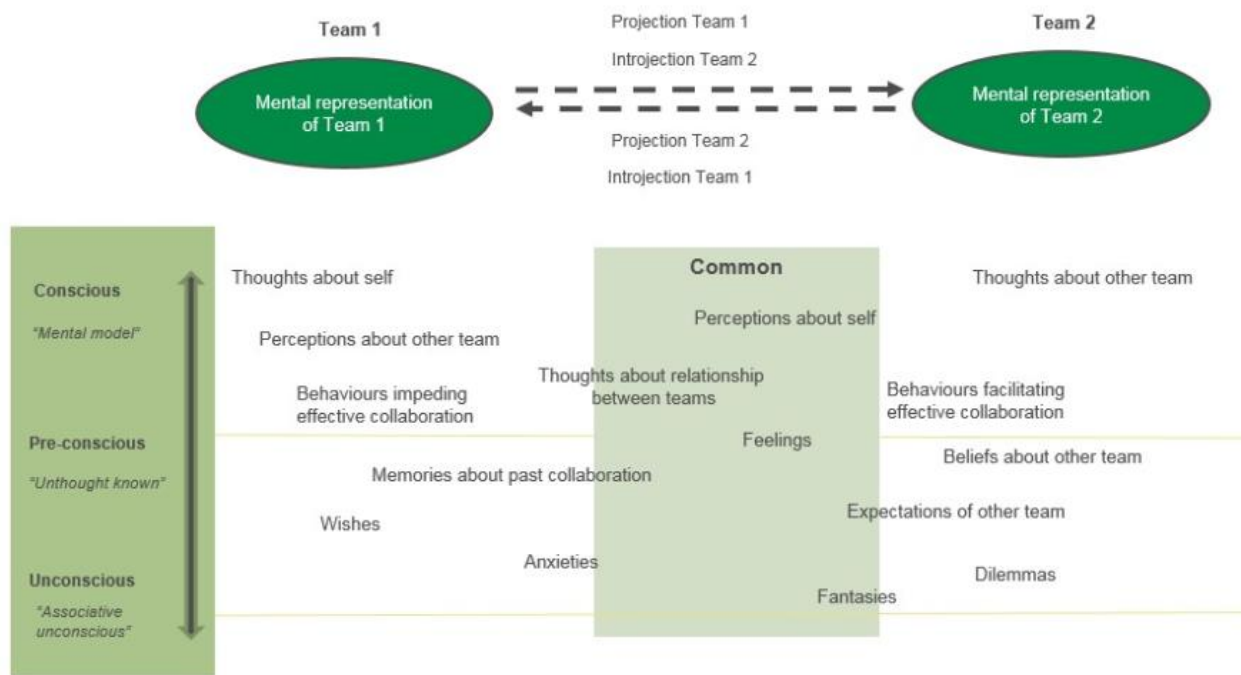 Team 1
Projection Team 1
Team 2
Introjection Team 2
Mental representation
of Team 1
Mental representation
of Team 2
Projection Team 2
Introjection Team 1
Conscious
"Mental model"
Pre-conscious
"Unthought known"
Unconscious
"Associative
unconscious"
Common
Thoughts about self
Thoughts about other team
Perceptions about self
Perceptions about other team
Thoughts about relationship
between teams
Behaviours impeding
effective collaboration
Behaviours facilitating
effective collaboration
Feelings
Beliefs about other team
Memories about past collaboration
Expectations of other team
Wishes
Anxieties
Dilemmas
Fantasies